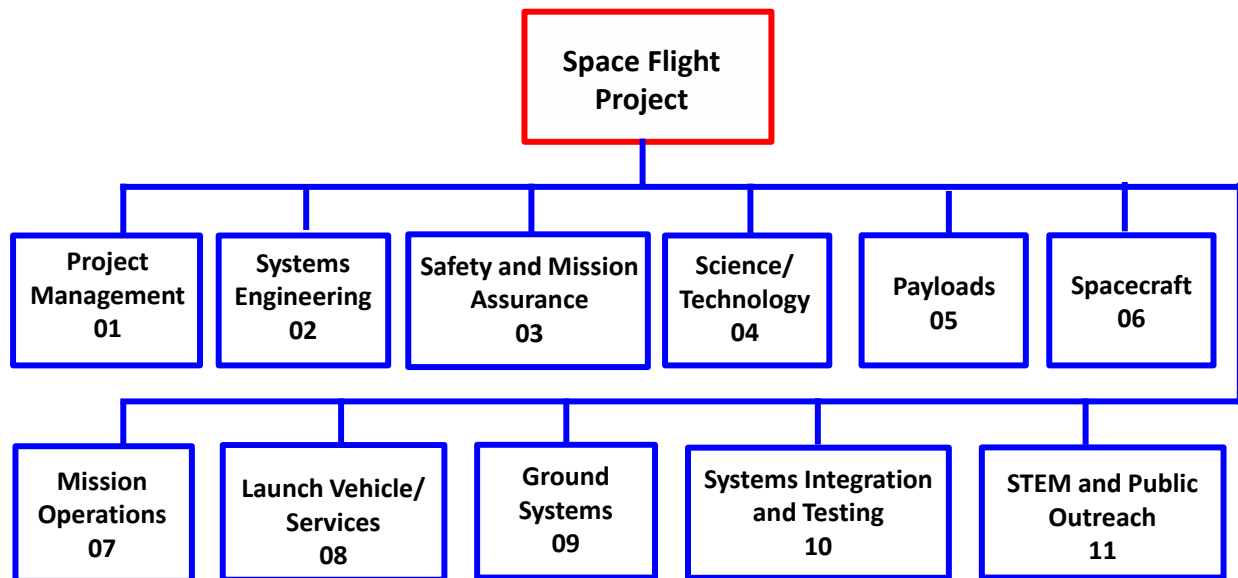 Space Flight
Project
Project
Management
01
Systems
Engineering
02
Safety and Mission
Assurance
03
Science/
Technology
04
Payloads
05
Spacecraft
06
Mission
Operations
07
Launch Vehicle/
Services
08
Ground
Systems
09
Systems Integration
and Testing
10
STEM and Public
Outreach
11